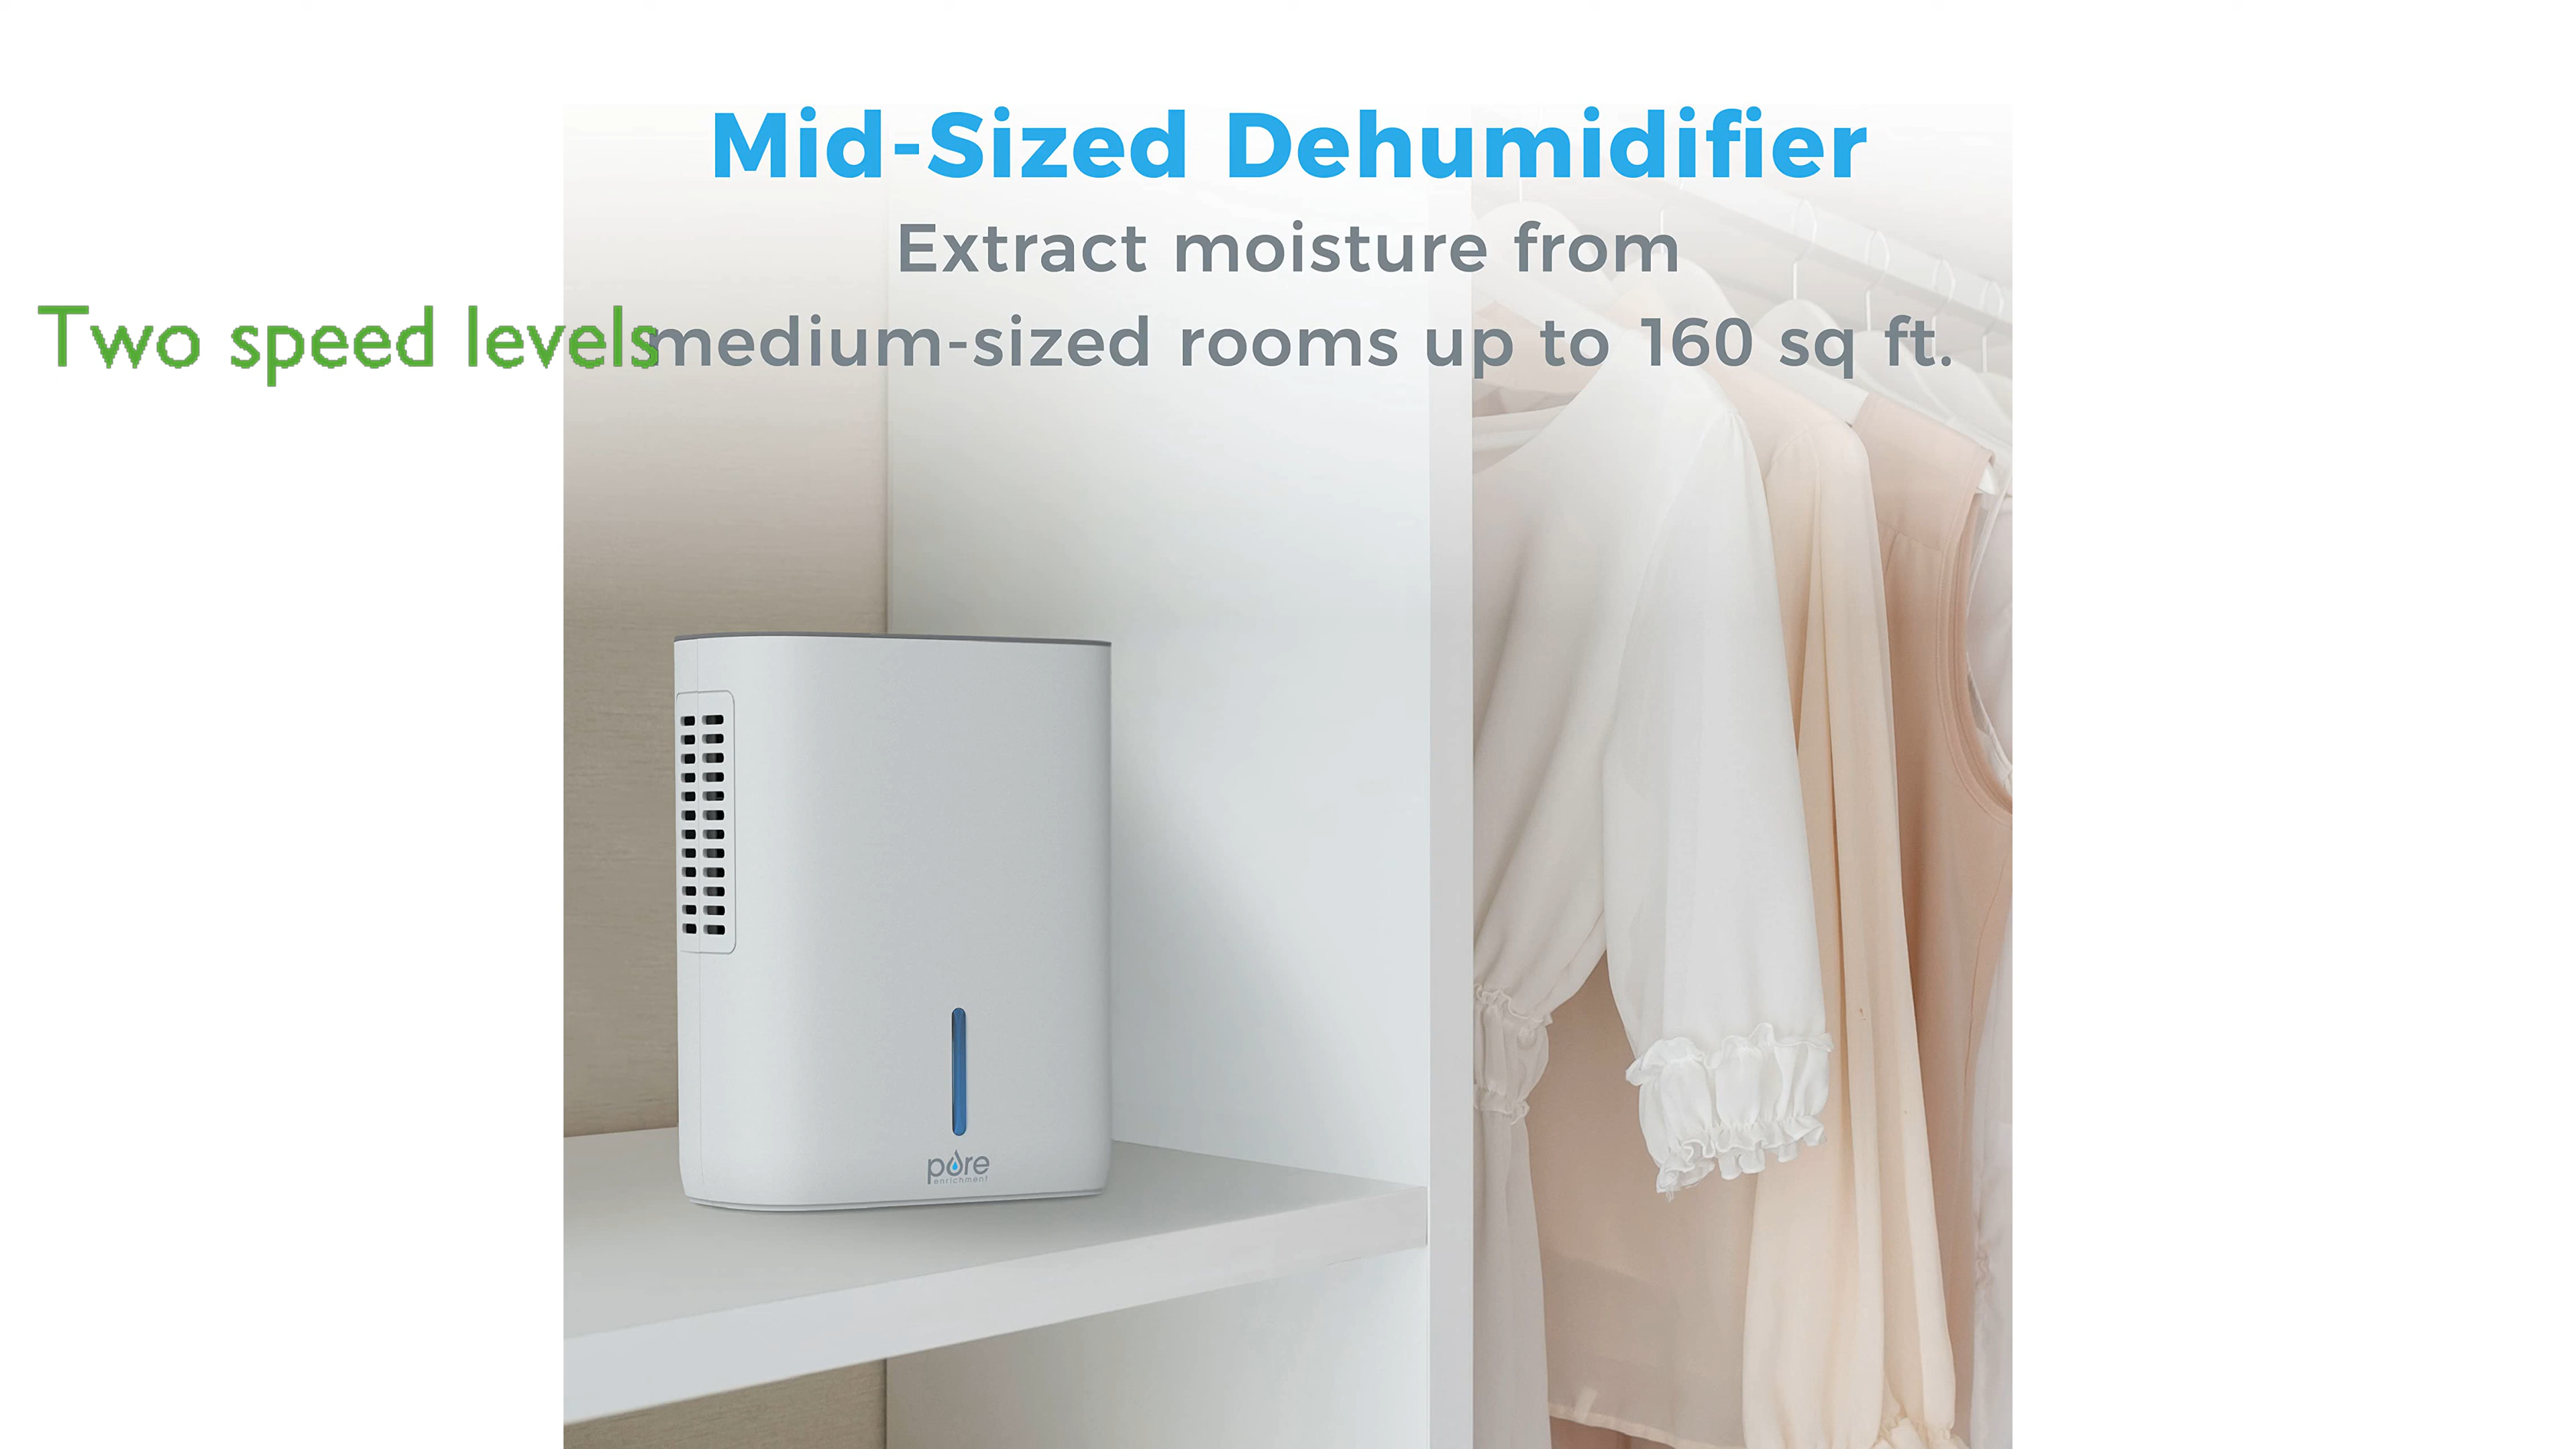 Mid-Sized Dehumidifier
Extract moisture from
Two speed levels
medium-sized rooms up to 160 sq ft.
pure
enrichment